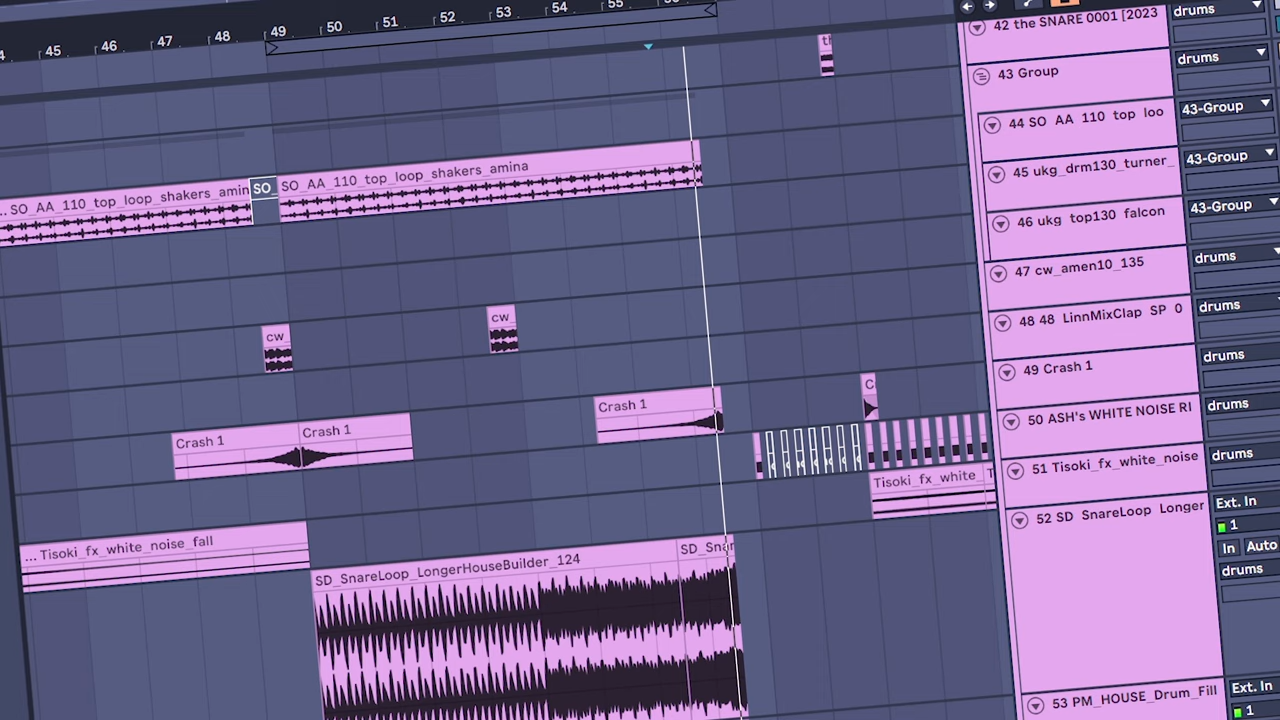 45 46 47 48 49 50 51 52 53 54 55
42 the SNARE 0001 [2023
drums
43 Group
drums
44 SO AA 110 top loo
43-Group
45 ukg_drm130_turner_
43-Group
46 ukg top130 falcon
43-Group
47 cw_amen10_135
drums
48 48 LinnMixClap SP 0
drums
49 Crash 1
drums
50 ASH's WHITE NOISE RI
drums
51 Tisoki_fx_white_noise
drums
52 SD SnareLoop Longer
Ext. In
1
In Auto
drums
53 PM_HOUSE_Drum_Fill
Ext. In
1
... SO AA_110_top_loop_shakers_amin
SO_
SO_AA_110_top_loop_shakers_amina
cw
cw
Crash 1
Crash 1
Crash 1
C
Tisoki_fx_white_ T
... Tisoki_fx_white_noise_fall
SD_SnareLoop_LongerHouseBuilder_124
SD_Snar